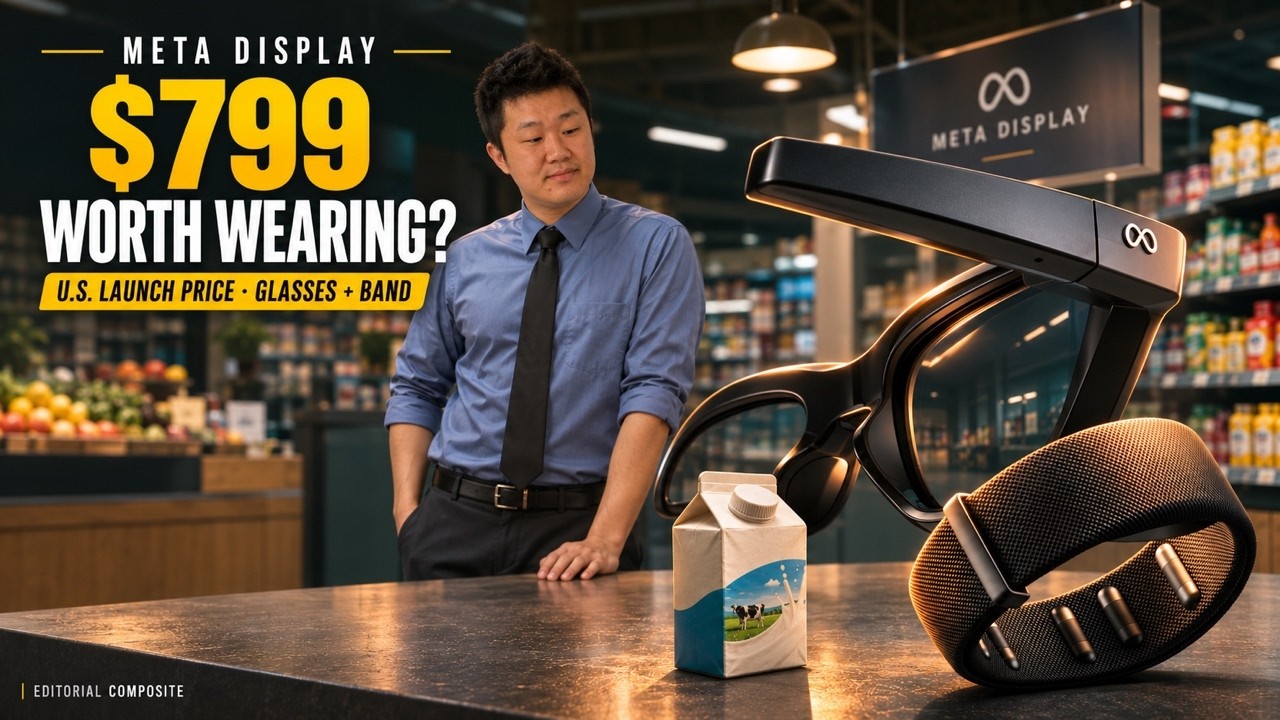 META DISPLAY
$799
WORTH WEARING?
U.S. LAUNCH PRICE · GLASSES + BAND
META DISPLAY
EDITORIAL COMPOSITE